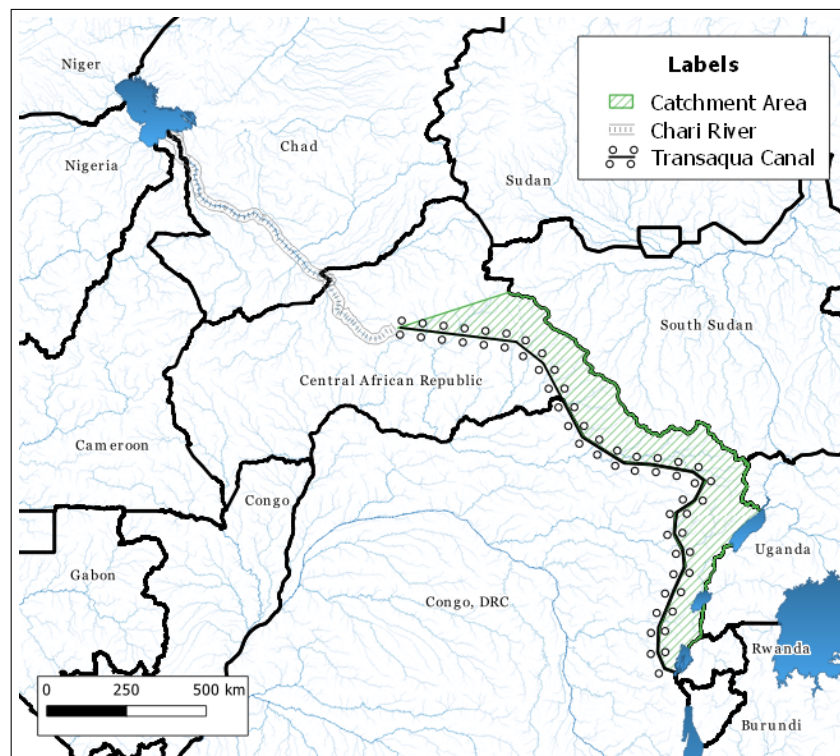 Niger
Nigeria
Chad
Sudan
Labels
Catchment Area
Chari River
Transaqua Canal
South Sudan
Central African Republic
Cameroon
Congo
Gabon
Congo, DRC
Uganda
Rwanda
Burundi
0 250 500 km